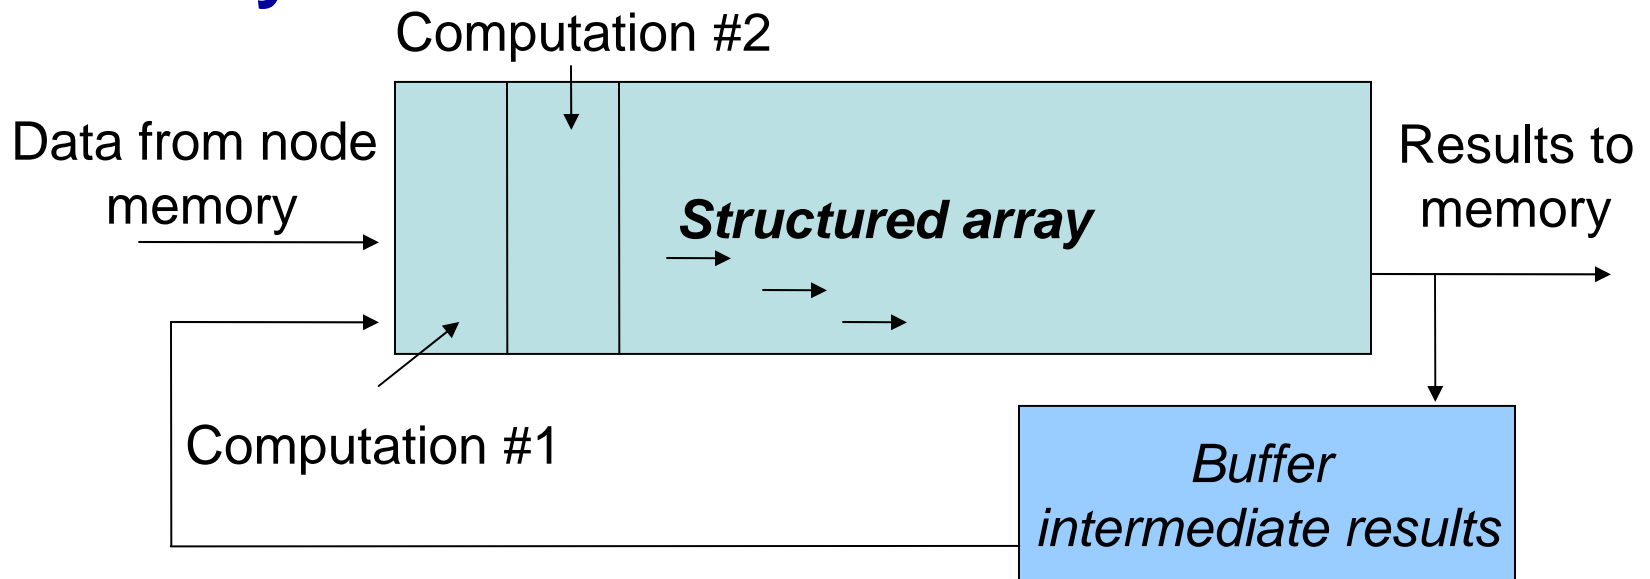 Computation #2
Data from node
memory
Results to
memory
Structured array
Computation #1
Buffer
intermediate results